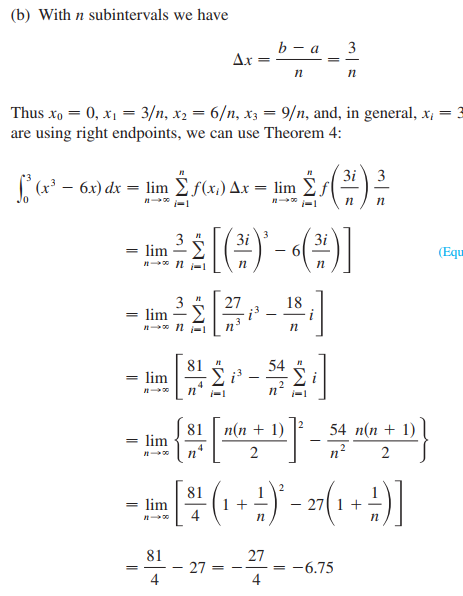 (b) With n subintervals we have
Δx = (b − a)/n = 3/n
Thus x₀ = 0, x₁ = 3/n, x₂ = 6/n, x₃ = 9/n, and, in general, xᵢ = 3
are using right endpoints, we can use Theorem 4:
∫₀³ (x³ − 6x) dx = lim_{n→∞} Σ_{i=1}^{n} f(xᵢ) Δx = lim_{n→∞} Σ_{i=1}^{n} f(3i/n) 3/n
= lim_{n→∞} 3/n Σ_{i=1}^{n} [(3i/n)³ − 6(3i/n)] (Equ
= lim_{n→∞} 3/n Σ_{i=1}^{n} [27/n³ i³ − 18/n i]
= lim_{n→∞} [81/n⁴ Σ_{i=1}^{n} i³ − 54/n² Σ_{i=1}^{n} i]
= lim_{n→∞} {81/n⁴ [n(n + 1)/2]² − 54/n² n(n + 1)/2}
= lim_{n→∞} [81/4 (1 + 1/n)² − 27(1 + 1/n)]
= 81/4 − 27 = −27/4 = −6.75